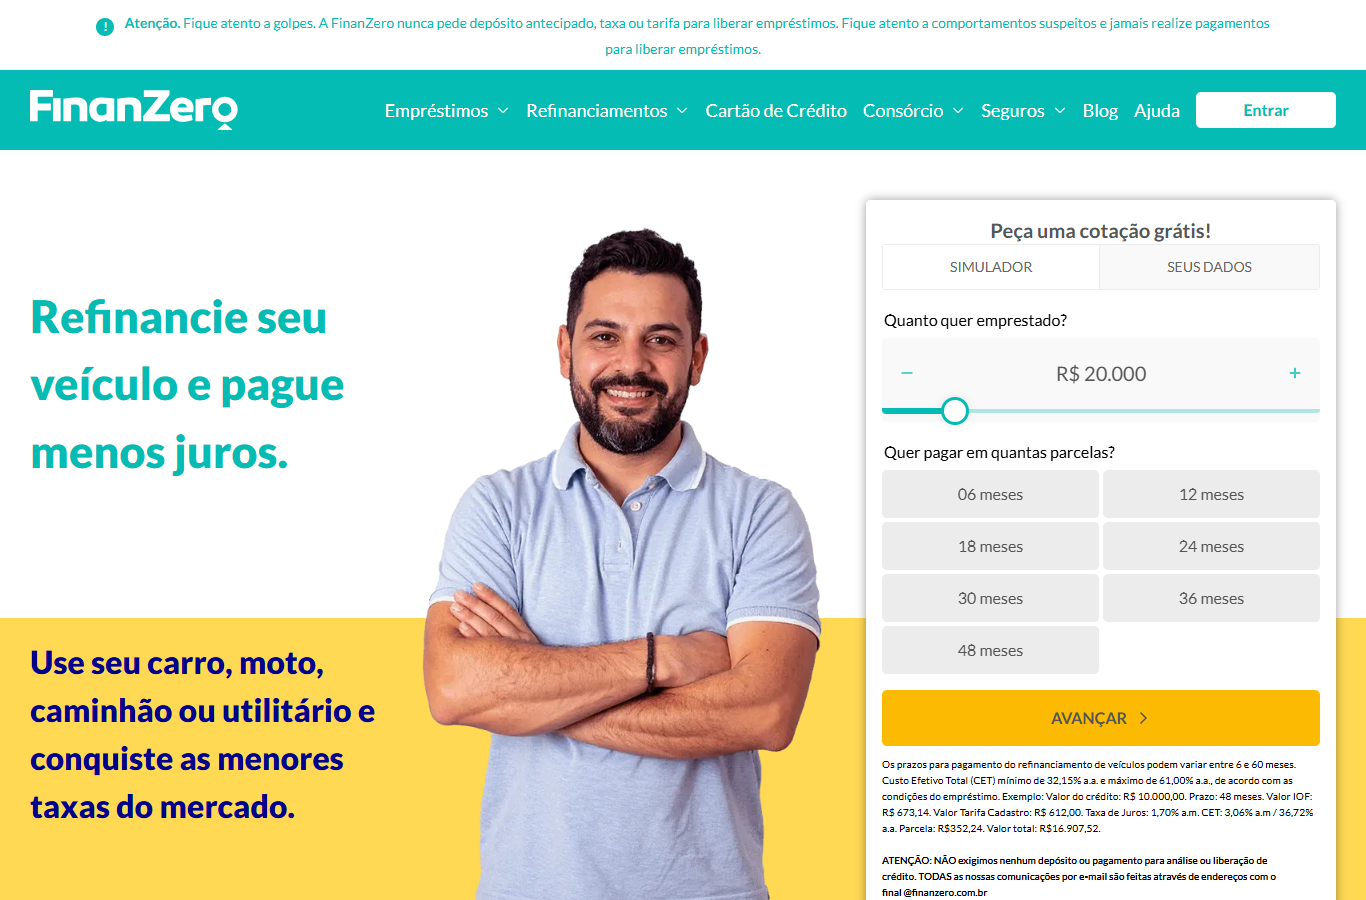 Atenção. Fique atento a golpes. A FinanZero nunca pede depósito antecipado, taxa ou tarifa para liberar empréstimos. Fique atento a comportamentos suspeitos e jamais realize pagamentos
para liberar empréstimos.
FinanZero
Empréstimos Refinanciamentos Cartão de Crédito Consórcio Seguros Blog Ajuda Entrar
Refinancie seu
veículo e pague
menos juros.
Use seu carro, moto,
caminhão ou utilitário e
conquiste as menores
taxas do mercado.
Peça uma cotação grátis!
SIMULADOR SEUS DADOS
Quanto quer emprestado?
− R$ 20.000 +
Quer pagar em quantas parcelas?
06 meses 12 meses
18 meses 24 meses
30 meses 36 meses
48 meses
AVANÇAR
Os prazos para pagamento do refinanciamento de veículos podem variar entre 6 e 60 meses.
Custo Efetivo Total (CET) mínimo de 32,15% a.a. e máximo de 61,00% a.a., de acordo com as
condições do empréstimo. Exemplo: Valor do crédito: R$ 10.000,00. Prazo: 48 meses. Valor IOF:
R$ 673,14. Valor Tarifa Cadastro: R$ 612,00. Taxa de Juros: 1,70% a.m. CET: 3,06% a.m / 36,72%
a.a. Parcela: R$352,24. Valor total: R$16.907,52.
ATENÇÃO: NÃO exigimos nenhum depósito ou pagamento para análise ou liberação de
crédito. TODAS as nossas comunicações por e-mail são feitas através de endereços com o
final @finanzero.com.br